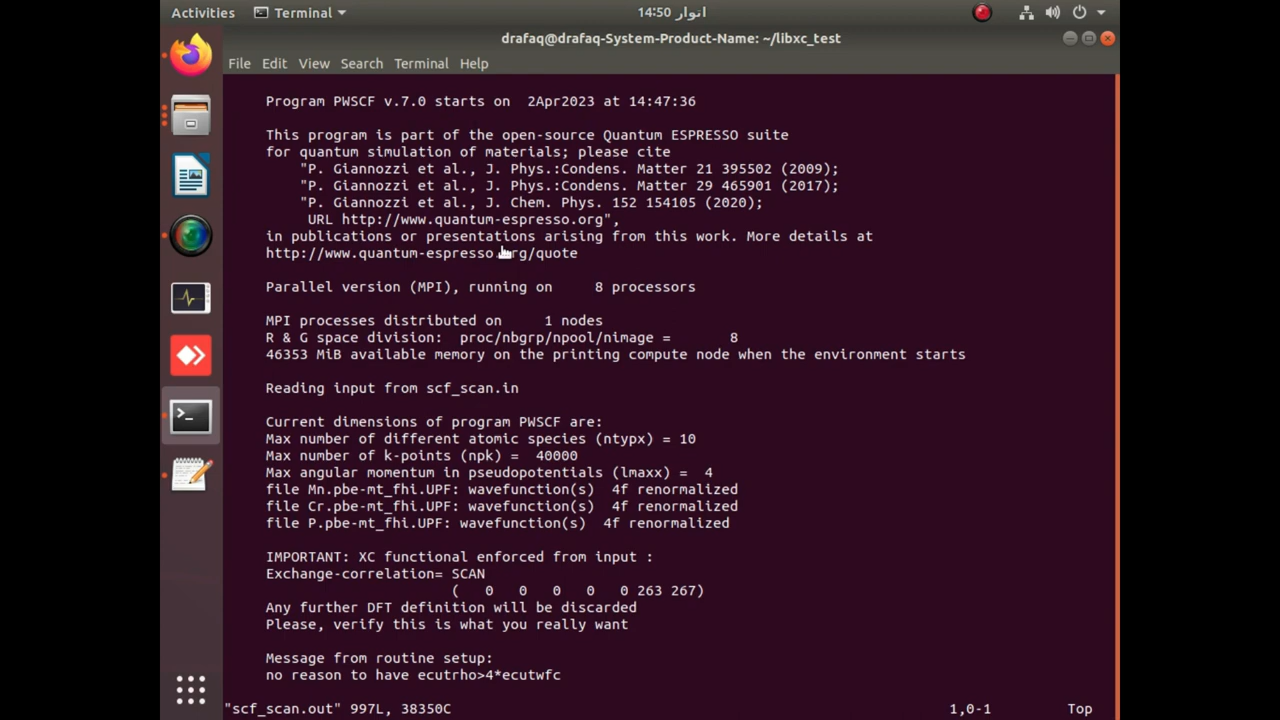 Activities
Terminal
انوار 14:50
drafaq@drafaq-System-Product-Name: ~/libxc_test
File Edit View Search Terminal Help
Program PWSCF v.7.0 starts on 2Apr2023 at 14:47:36
This program is part of the open-source Quantum ESPRESSO suite
for quantum simulation of materials; please cite
"P. Giannozzi et al., J. Phys.:Condens. Matter 21 395502 (2009);
"P. Giannozzi et al., J. Phys.:Condens. Matter 29 465901 (2017);
"P. Giannozzi et al., J. Chem. Phys. 152 154105 (2020);
URL http://www.quantum-espresso.org",
in publications or presentations arising from this work. More details at
http://www.quantum-espresso.org/quote
Parallel version (MPI), running on 8 processors
MPI processes distributed on 1 nodes
R & G space division: proc/nbgrp/npool/nimage = 8
46353 MiB available memory on the printing compute node when the environment starts
Reading input from scf_scan.in
Current dimensions of program PWSCF are:
Max number of different atomic species (ntypx) = 10
Max number of k-points (npk) = 40000
Max angular momentum in pseudopotentials (lmaxx) = 4
file Mn.pbe-mt_fhi.UPF: wavefunction(s) 4f renormalized
file Cr.pbe-mt_fhi.UPF: wavefunction(s) 4f renormalized
file P.pbe-mt_fhi.UPF: wavefunction(s) 4f renormalized
IMPORTANT: XC functional enforced from input :
Exchange-correlation= SCAN
( 0 0 0 0 0 263 267)
Any further DFT definition will be discarded
Please, verify this is what you really want
Message from routine setup:
no reason to have ecutrho>4*ecutwfc
"scf_scan.out" 997L, 38350C 1,0-1 Top